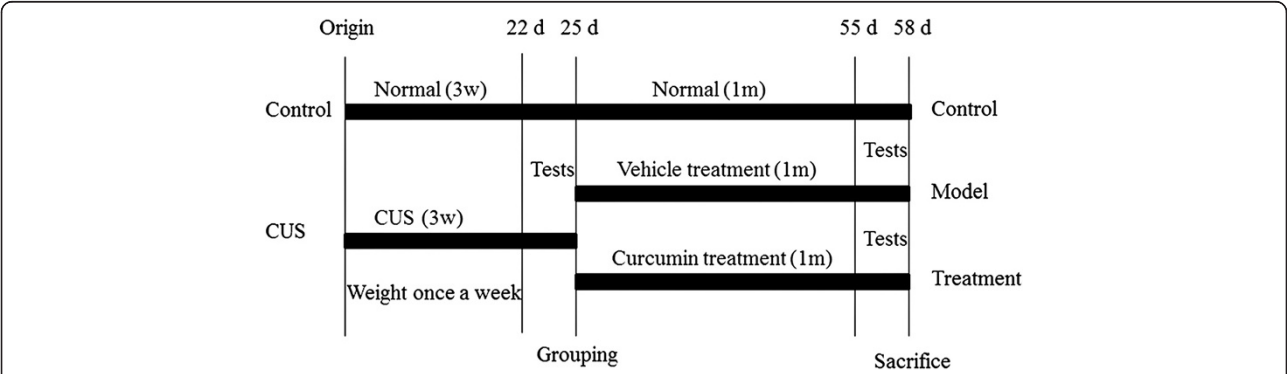 Origin 22 d 25 d 55 d 58 d
Normal (3w) Normal (1m)
Control Control
Tests
Tests Vehicle treatment (1m)
Model
CUS (3w)
CUS
Tests
Curcumin treatment (1m)
Treatment
Weight once a week
Grouping
Sacrifice